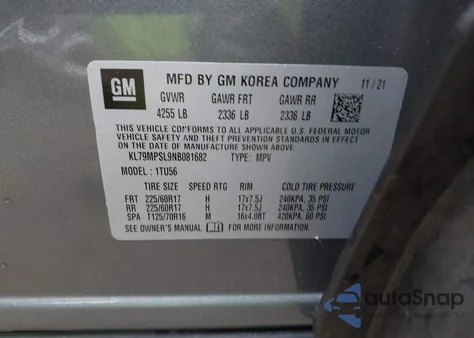 GM
MFD BY GM KOREA COMPANY 11/21
GVWR GAWR FRT GAWR RR
4255 LB 2336 LB 2336 LB
THIS VEHICLE CONFORMS TO ALL APPLICABLE U.S. FEDERAL MOTOR
VEHICLE SAFETY AND THEFT PREVENTION STANDARDS IN EFFECT
ON THE DATE OF MANUFACTURE SHOWN ABOVE.
KL79MPSL9NB081682 TYPE: MPV
MODEL: 1TU56
TIRE SIZE SPEED RTG RIM COLD TIRE PRESSURE
FRT 225/60R17 H 17x7.5J 240KPA, 35 PSI
RR 225/60R17 H 17x7.5J 240KPA, 35 PSI
SPA T125/70R16 M 16x4.0BT 420KPA, 60 PSI
SEE OWNER'S MANUAL FOR MORE INFORMATION.
autoSnap